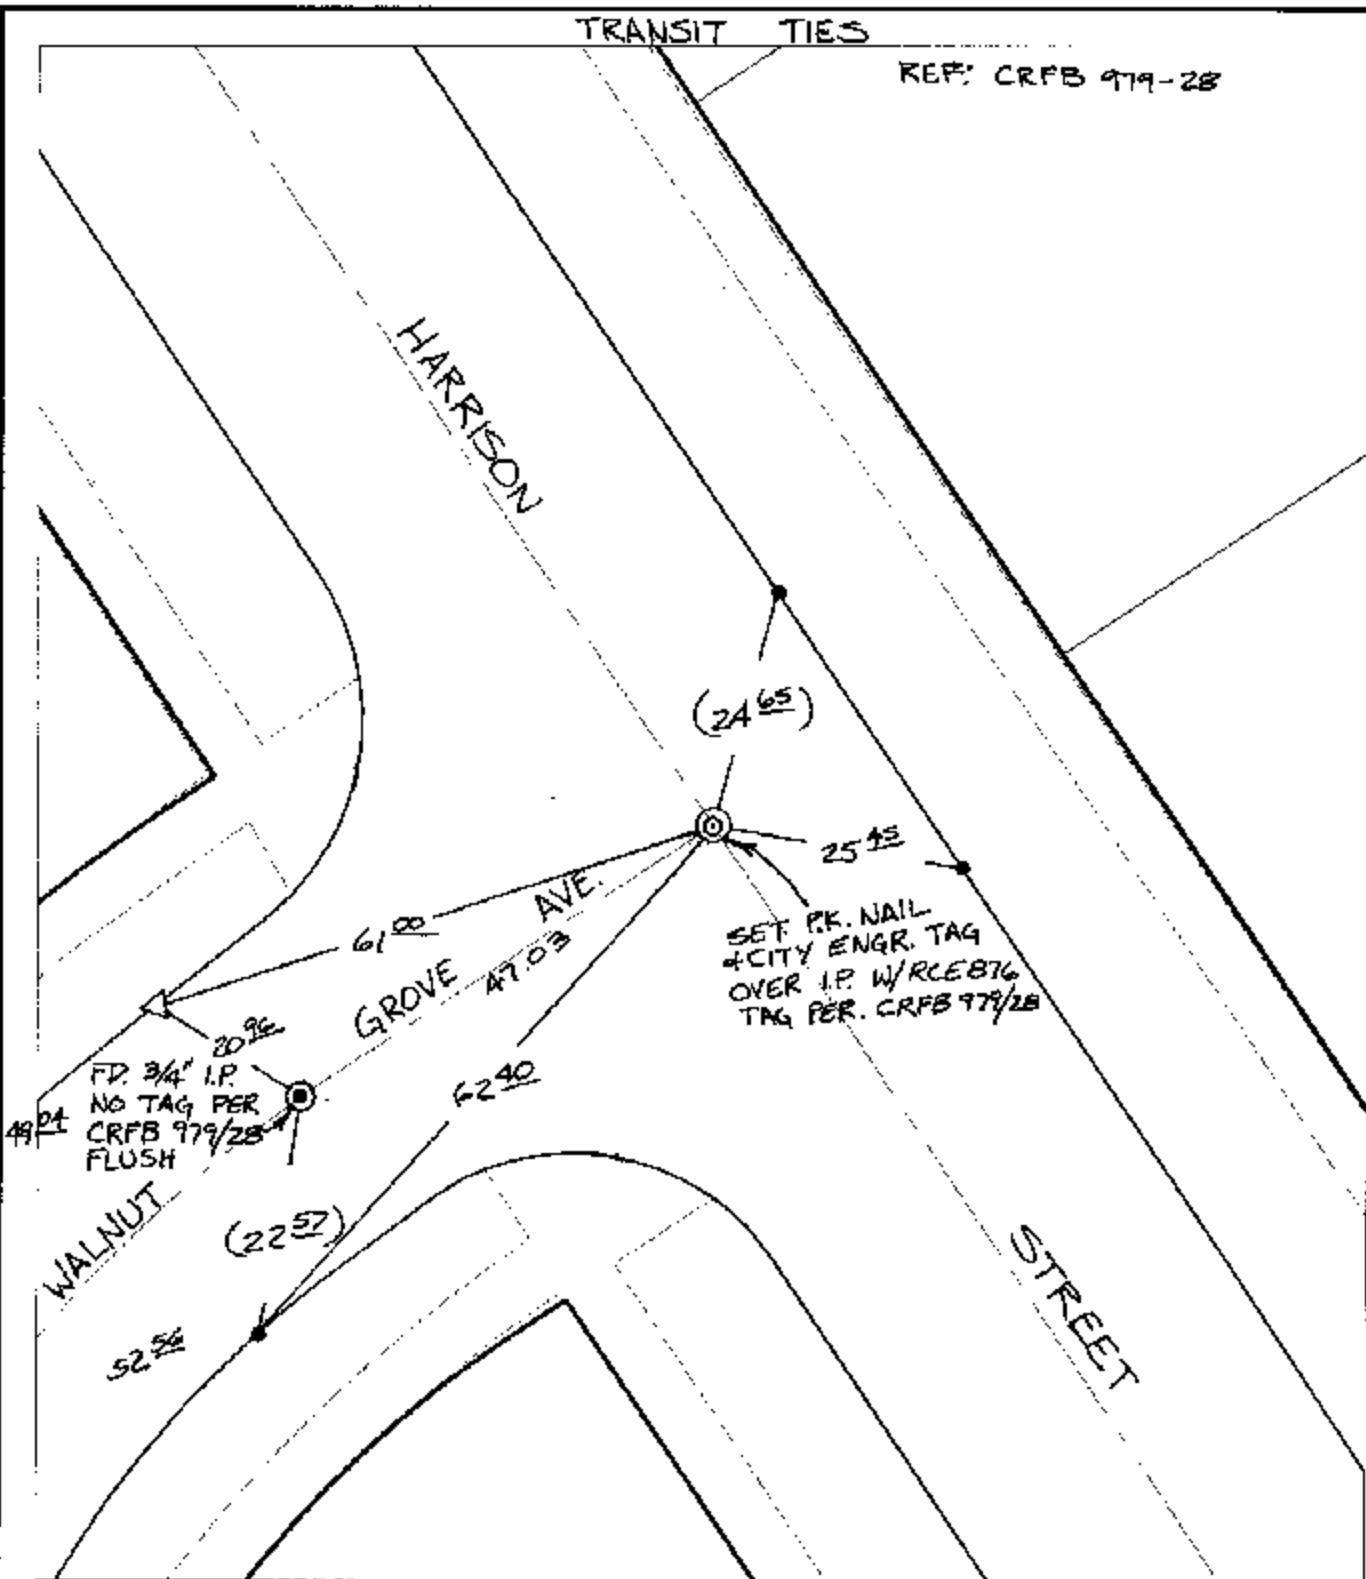 TRANSIT TIES
REF: CRFB 979-28
HARRISON
(24 65)
25 45
SET P.K. NAIL
& CITY ENGR. TAG
OVER I.P. W/RCE 876
TAG PER. CRFB 979/28
61 00
AVE.
GROVE
47.03
20 96
FD. 3/4" I.P.
NO TAG PER
CRFB 979/28
FLUSH
49 04
62 40
WALNUT
(22 57)
52 56
STREET